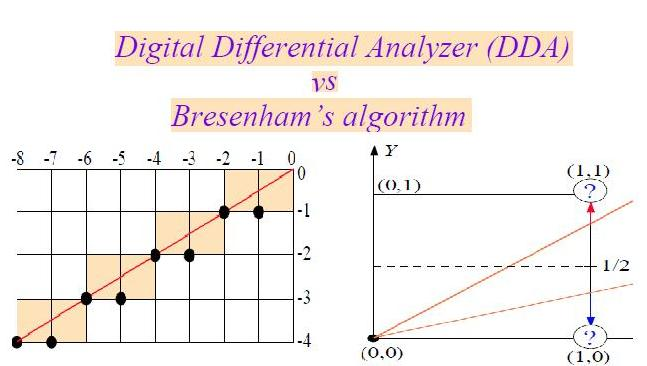 Digital Differential Analyzer (DDA)
vs
Bresenham's algorithm
-8 -7 -6 -5 -4 -3 -2 -1 0
0
-1
-2
-3
-4
Y
(0,1)
(1,1)
?
1/2
?
(0,0)
(1,0)